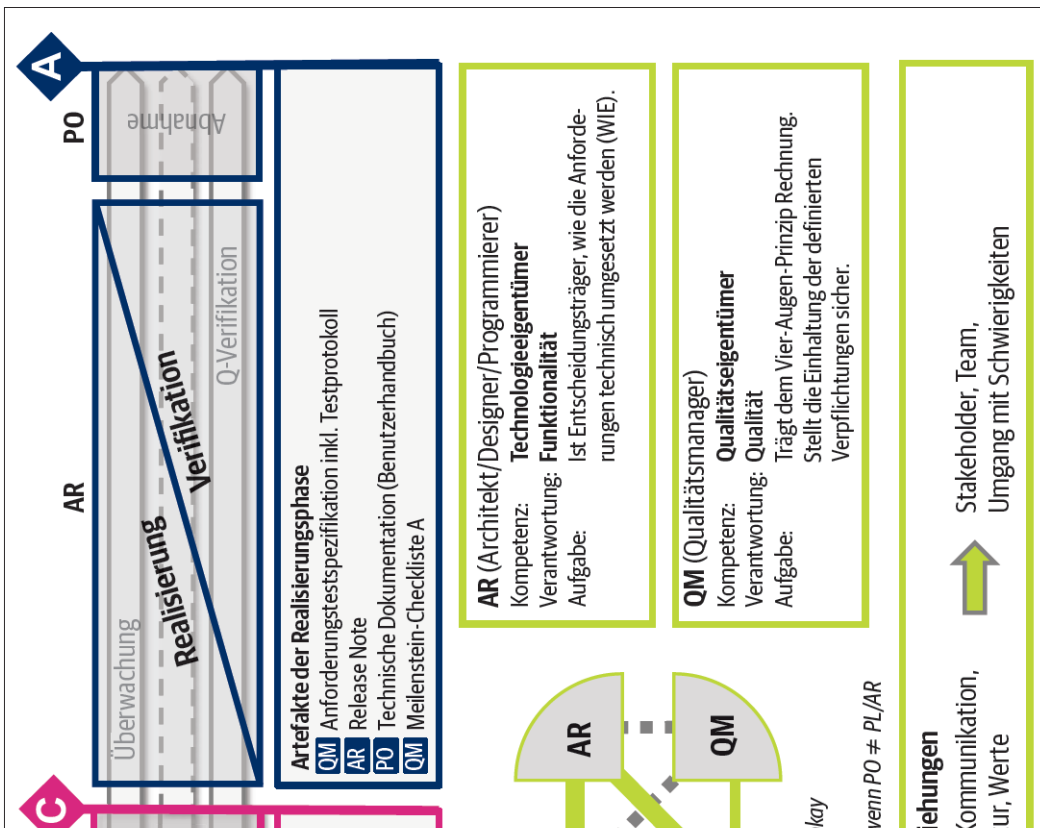 A
PO
Abnahme
AR
Überwachung
Realisierung
Verifikation
Q-Verifikation
C
Artefakte der Realisierungsphase
QM Anforderungstestspezifikation inkl. Testprotokoll
AR Release Note
PO Technische Dokumentation (Benutzerhandbuch)
QM Meilenstein-Checkliste A
AR (Architekt/Designer/Programmierer)
Kompetenz: Technologieeigentümer
Verantwortung: Funktionalität
Aufgabe: Ist Entscheidungsträger, wie die Anforde-
rungen technisch umgesetzt werden (WIE).
QM (Qualitätsmanager)
Kompetenz: Qualitätseigentümer
Verantwortung: Qualität
Aufgabe: Trägt dem Vier-Augen-Prinzip Rechnung.
Stellt die Einhaltung der definierten
Verpflichtungen sicher.
AR
QM
okay
wenn PO ≠ PL/AR
iehungen
Kommunikation,
ur, Werte
Stakeholder, Team,
Umgang mit Schwierigkeiten